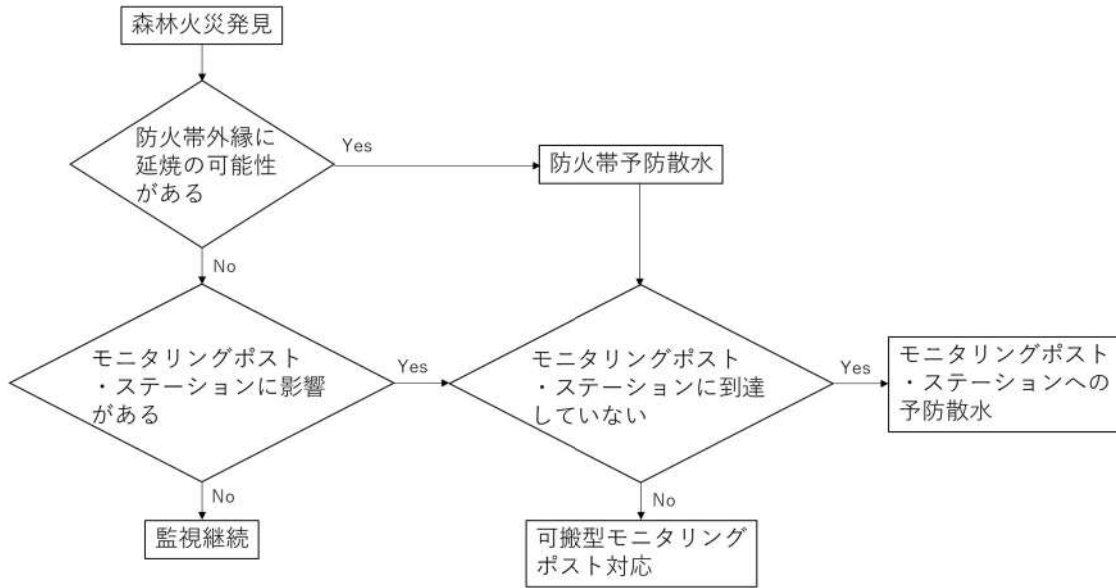 森林火災発見
防火帯外縁に
延焼の可能性
がある
Yes
防火帯予防散水
No
モニタリングポスト
・ステーションに影響
がある
Yes
モニタリングポスト
・ステーションに到達
していない
Yes
モニタリングポスト
・ステーションへの
予防散水
No
監視継続
No
可搬型モニタリング
ポスト対応